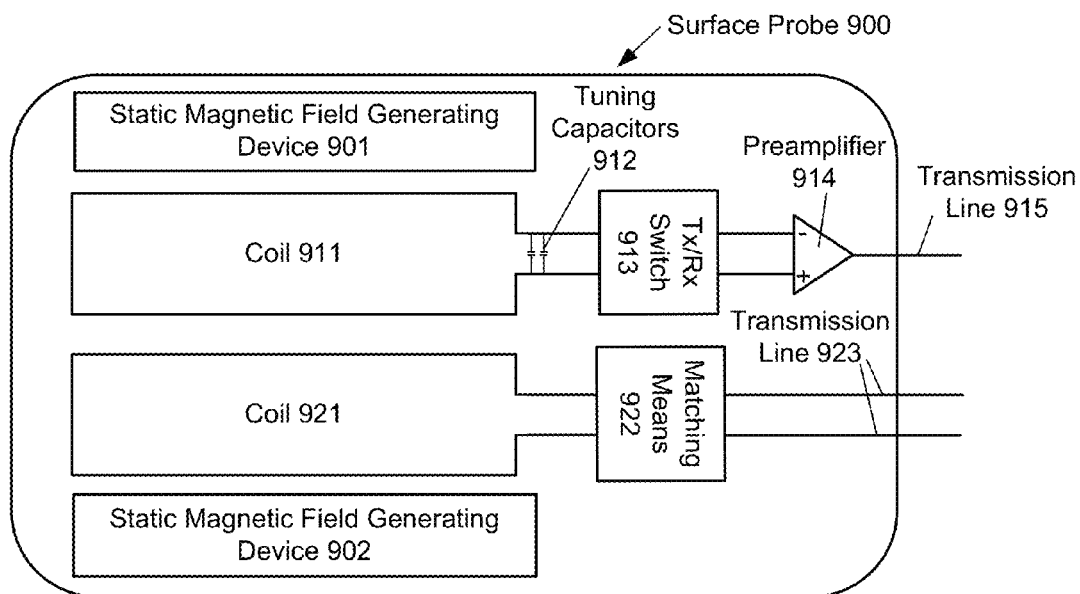 Surface Probe 900
Static Magnetic Field Generating
Device 901
Tuning
Capacitors
912
Preamplifier
914
Transmission
Line 915
Coil 911
Tx/Rx
Switch
913
-
+
Transmission
Line 923
Coil 921
Matching
Means
922
Static Magnetic Field Generating
Device 902